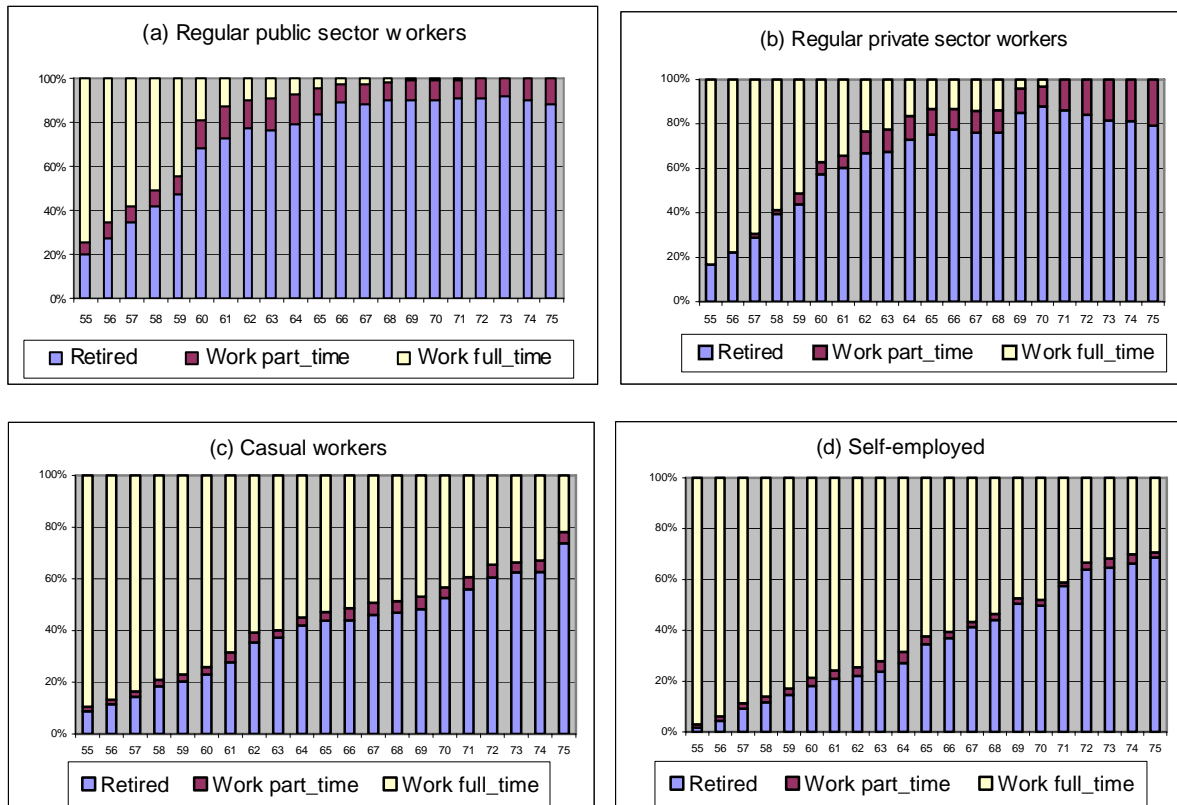 (a) Regular public sector workers
100%
80%
60%
40%
20%
0%
55 56 57 58 59 60 61 62 63 64 65 66 67 68 69 70 71 72 73 74 75
Retired Work part_time Work full_time
(b) Regular private sector workers
100%
80%
60%
40%
20%
0%
55 56 57 58 59 60 61 62 63 64 65 66 67 68 69 70 71 72 73 74 75
Retired Work part_time Work full_time
(c) Casual workers
100%
80%
60%
40%
20%
0%
55 56 57 58 59 60 61 62 63 64 65 66 67 68 69 70 71 72 73 74 75
Retired Work part_time Work full_time
(d) Self-employed
100%
80%
60%
40%
20%
0%
55 56 57 58 59 60 61 62 63 64 65 66 67 68 69 70 71 72 73 74 75
Retired Work part_time Work full_time